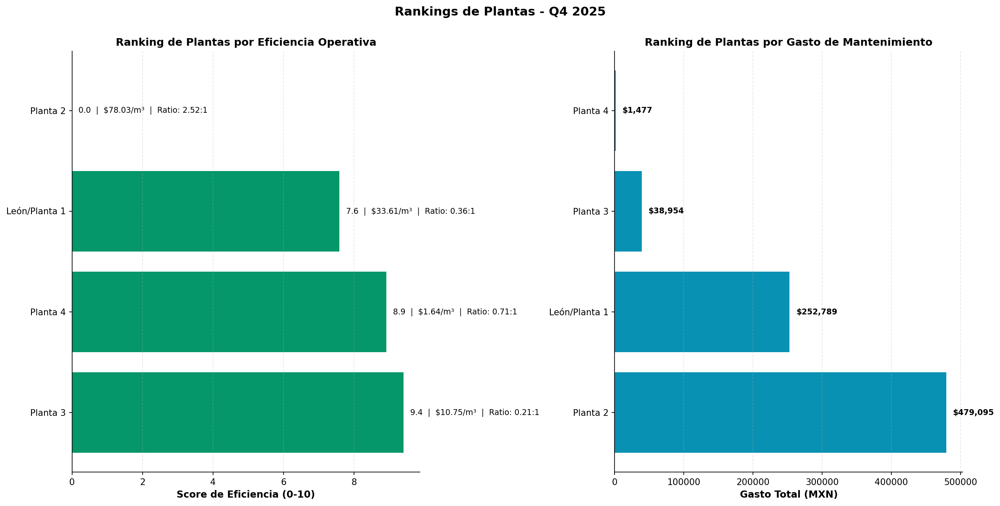 Rankings de Plantas - Q4 2025
Ranking de Plantas por Eficiencia Operativa
Planta 2
0.0 | $78.03/m³ | Ratio: 2.52:1
León/Planta 1
7.6 | $33.61/m³ | Ratio: 0.36:1
Planta 4
8.9 | $1.64/m³ | Ratio: 0.71:1
Planta 3
9.4 | $10.75/m³ | Ratio: 0.21:1
0 2 4 6 8
Score de Eficiencia (0-10)
Ranking de Plantas por Gasto de Mantenimiento
Planta 4
$1,477
Planta 3
$38,954
León/Planta 1
$252,789
Planta 2
$479,095
0 100000 200000 300000 400000 500000
Gasto Total (MXN)